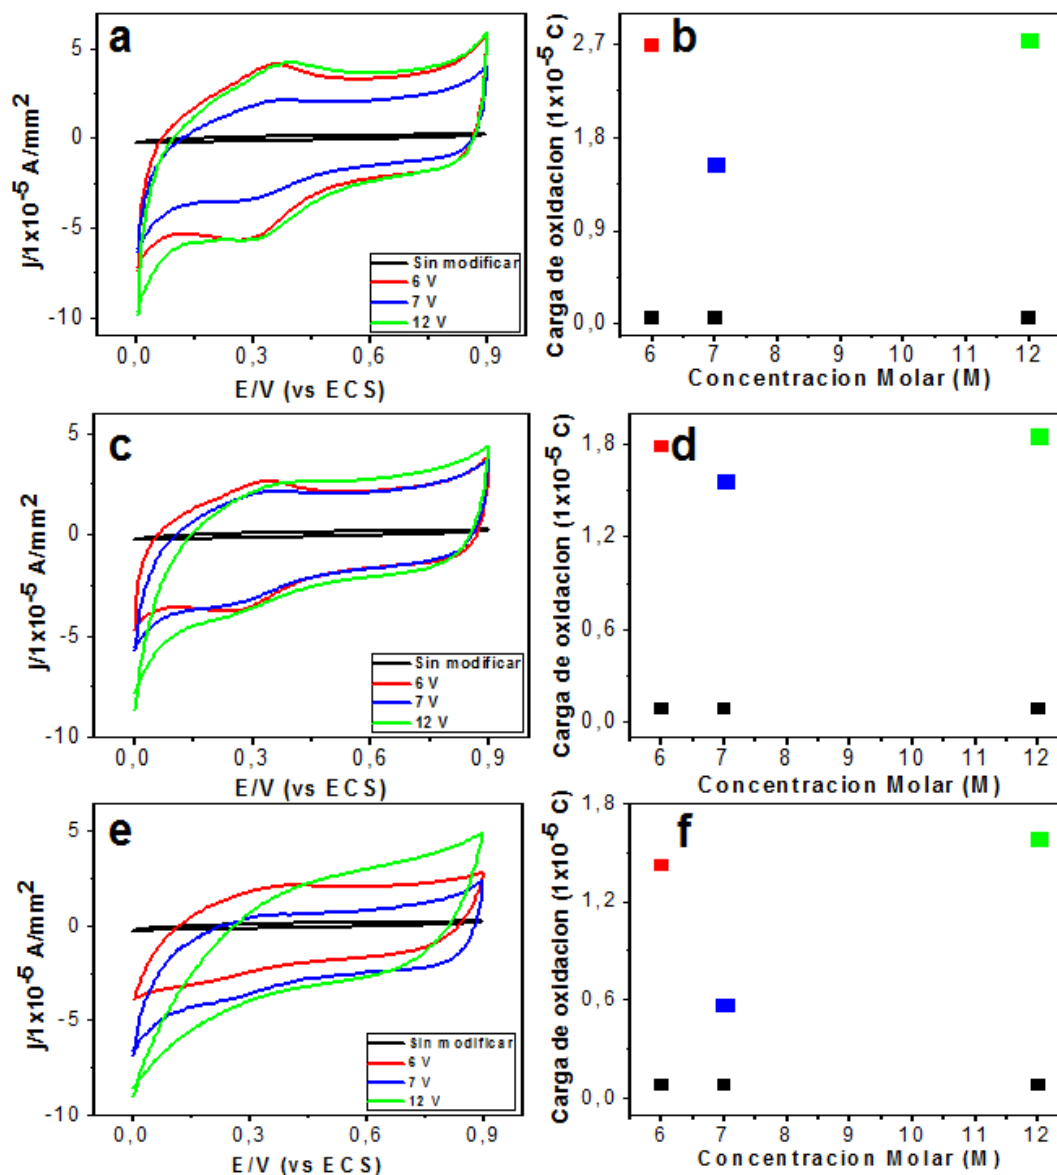 a
j/1x10-5 A/mm2
5
0
-5
-10
Sin modificar
6 V
7 V
12 V
0,0 0,3 0,6 0,9
E/V (vs ECS)
b
Carga de oxidacion (1x10-5 C)
2,7
1,8
0,9
0,0
6 7 8 9 10 11 12
Concentracion Molar (M)
c
j/1x10-5 A/mm2
5
0
-5
-10
Sin modificar
6 V
7 V
12 V
0,0 0,3 0,6 0,9
E/V (vs ECS)
d
Carga de oxidacion (1x10-5 C)
1,8
1,2
0,6
0,0
6 7 8 9 10 11 12
Concentracion Molar (M)
e
j/1x10-5 A/mm2
5
0
-5
-10
Sin modificar
6 V
7 V
12 V
0,0 0,3 0,6 0,9
E/V (vs ECS)
f
Carga de oxidacion (1x10-5 C)
1,8
1,2
0,6
0,0
6 7 8 9 10 11 12
Concentracion Molar (M)